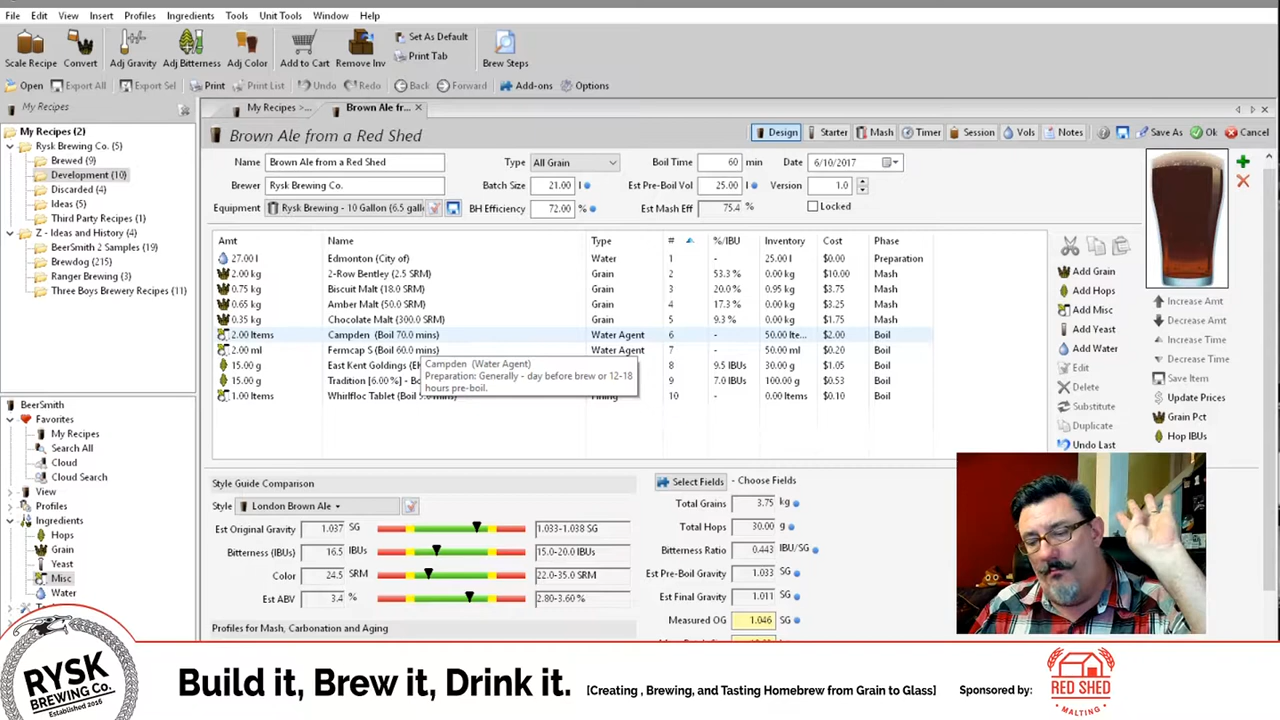 File Edit View Insert Profiles Ingredients Tools Unit Tools Window Help
Scale Recipe Convert Adj Gravity Adj Bitterness Adj Color Add to Cart Remove Inv Set As Default Print Tab Brew Steps
Open Export All Export Sel Print Print List Undo Redo Back Forward Add-ons Options
My Recipes
My Recipes (2)
Rysk Brewing Co. (5)
Brewed (9)
Development (10)
Discarded (4)
Ideas (5)
Third Party Recipes (1)
Z - Ideas and History (4)
BeerSmith 2 Samples (19)
Brewdog (215)
Ranger Brewing (3)
Three Boys Brewery Recipes (11)
BeerSmith
Favorites
My Recipes
Search All
Cloud
Cloud Search
View
Profiles
Ingredients
Hops
Grain
Yeast
Misc
Water
My Recipes >... Brown Ale fr...
Brown Ale from a Red Shed
Design Starter Mash Timer Session Vols Notes Save As Ok Cancel
Name Brown Ale from a Red Shed Type All Grain Boil Time 60 min Date 6/10/2017
Brewer Rysk Brewing Co. Batch Size 21.00 l Est Pre-Boil Vol 25.00 l Version 1.0
Equipment Rysk Brewing - 10 Gallon (6.5 gall BH Efficiency 72.00 % Est Mash Eff 75.4 % Locked
Amt Name Type # %/IBU Inventory Cost Phase
27.00 l Edmonton (City of) Water 1 - 25.00 l $0.00 Preparation
2.00 kg 2-Row Bentley (2.5 SRM) Grain 2 53.3 % 0.00 kg $10.00 Mash
0.75 kg Biscuit Malt (18.0 SRM) Grain 3 20.0 % 0.95 kg $3.75 Mash
0.65 kg Amber Malt (50.0 SRM) Grain 4 17.3 % 0.00 kg $3.25 Mash
0.35 kg Chocolate Malt (300.0 SRM) Grain 5 9.3 % 0.00 kg $1.75 Mash
2.00 Items Campden (Boil 70.0 mins) Water Agent 6 - 50.00 Ite... $2.00 Boil
2.00 ml Fermcap S (Boil 60.0 mins) Water Agent 7 - 50.00 ml $0.20 Boil
15.00 g East Kent Goldings (EK 8 9.5 IBUs 30.00 g $1.05 Boil
15.00 g Tradition [6.00 %] - Bo 9 7.0 IBUs 100.00 g $0.53 Boil
1.00 Items Whirlfloc Tablet (Boil 5.0 mins) Fining 10 - 0.00 Items $0.10 Boil
Campden (Water Agent)
Preparation: Generally - day before brew or 12-18
hours pre-boil.
Add Grain
Add Hops
Add Misc
Add Yeast
Add Water
Edit
Delete
Substitute
Duplicate
Undo Last
Increase Amt
Decrease Amt
Increase Time
Decrease Time
Save Item
Update Prices
Grain Pct
Hop IBUs
Style Guide Comparison
Style London Brown Ale
Est Original Gravity 1.037 SG 1.033-1.038 SG
Bitterness (IBUs) 16.5 IBUs 15.0-20.0 IBUs
Color 24.5 SRM 22.0-35.0 SRM
Est ABV 3.4 % 2.80-3.60 %
Profiles for Mash, Carbonation and Aging
Select Fields - Choose Fields
Total Grains 3.75 kg
Total Hops 30.00 g
Bitterness Ratio 0.443 IBU/SG
Est Pre-Boil Gravity 1.033 SG
Est Final Gravity 1.011 SG
Measured OG 1.046 SG
RYSK
BREWING Co.
Established 2016
Build it, Brew it, Drink it. [Creating , Brewing, and Tasting Homebrew from Grain to Glass] Sponsored by:
RED SHED
MALTING